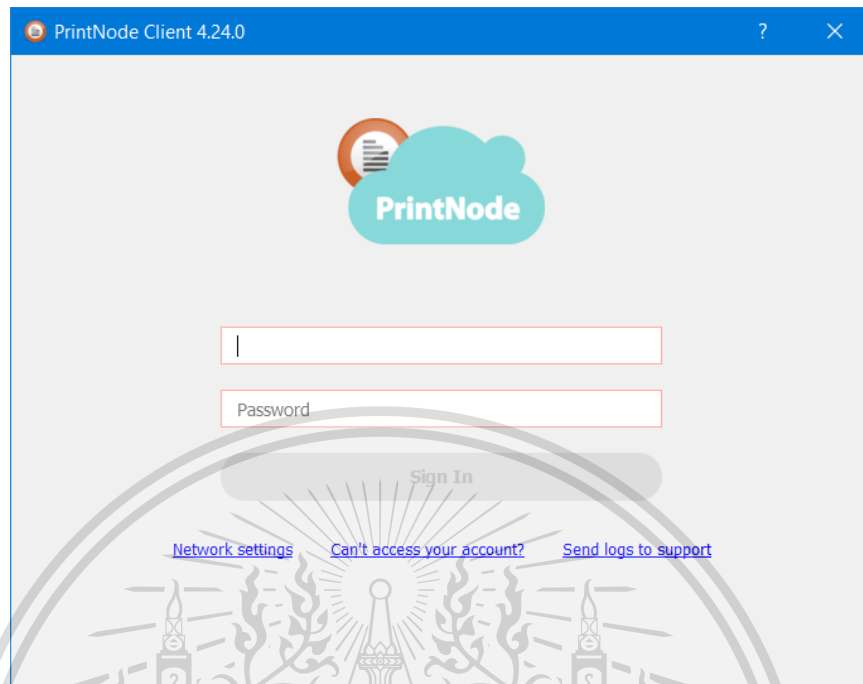 PrintNode Client 4.24.0 ?
PrintNode
Password
Sign In
Network settings Can't access your account? Send logs to support